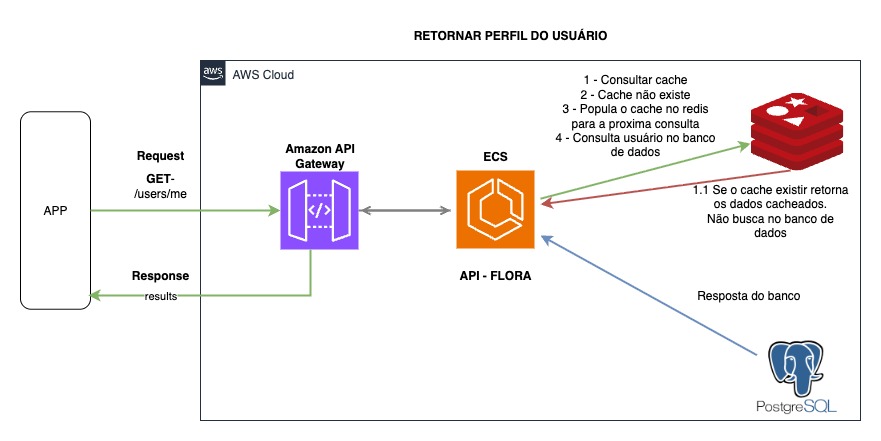 RETORNAR PERFIL DO USUÁRIO
aws
AWS Cloud
1 - Consultar cache
2 - Cache não existe
3 - Popula o cache no redis
para a proxima consulta
4 - Consulta usuário no banco
de dados
Amazon API
Gateway
ECS
Request
GET-
/users/me
APP
1.1 Se o cache existir retorna
os dados cacheados.
Não busca no banco de
dados
Response
results
API - FLORA
Resposta do banco
PostgreSQL